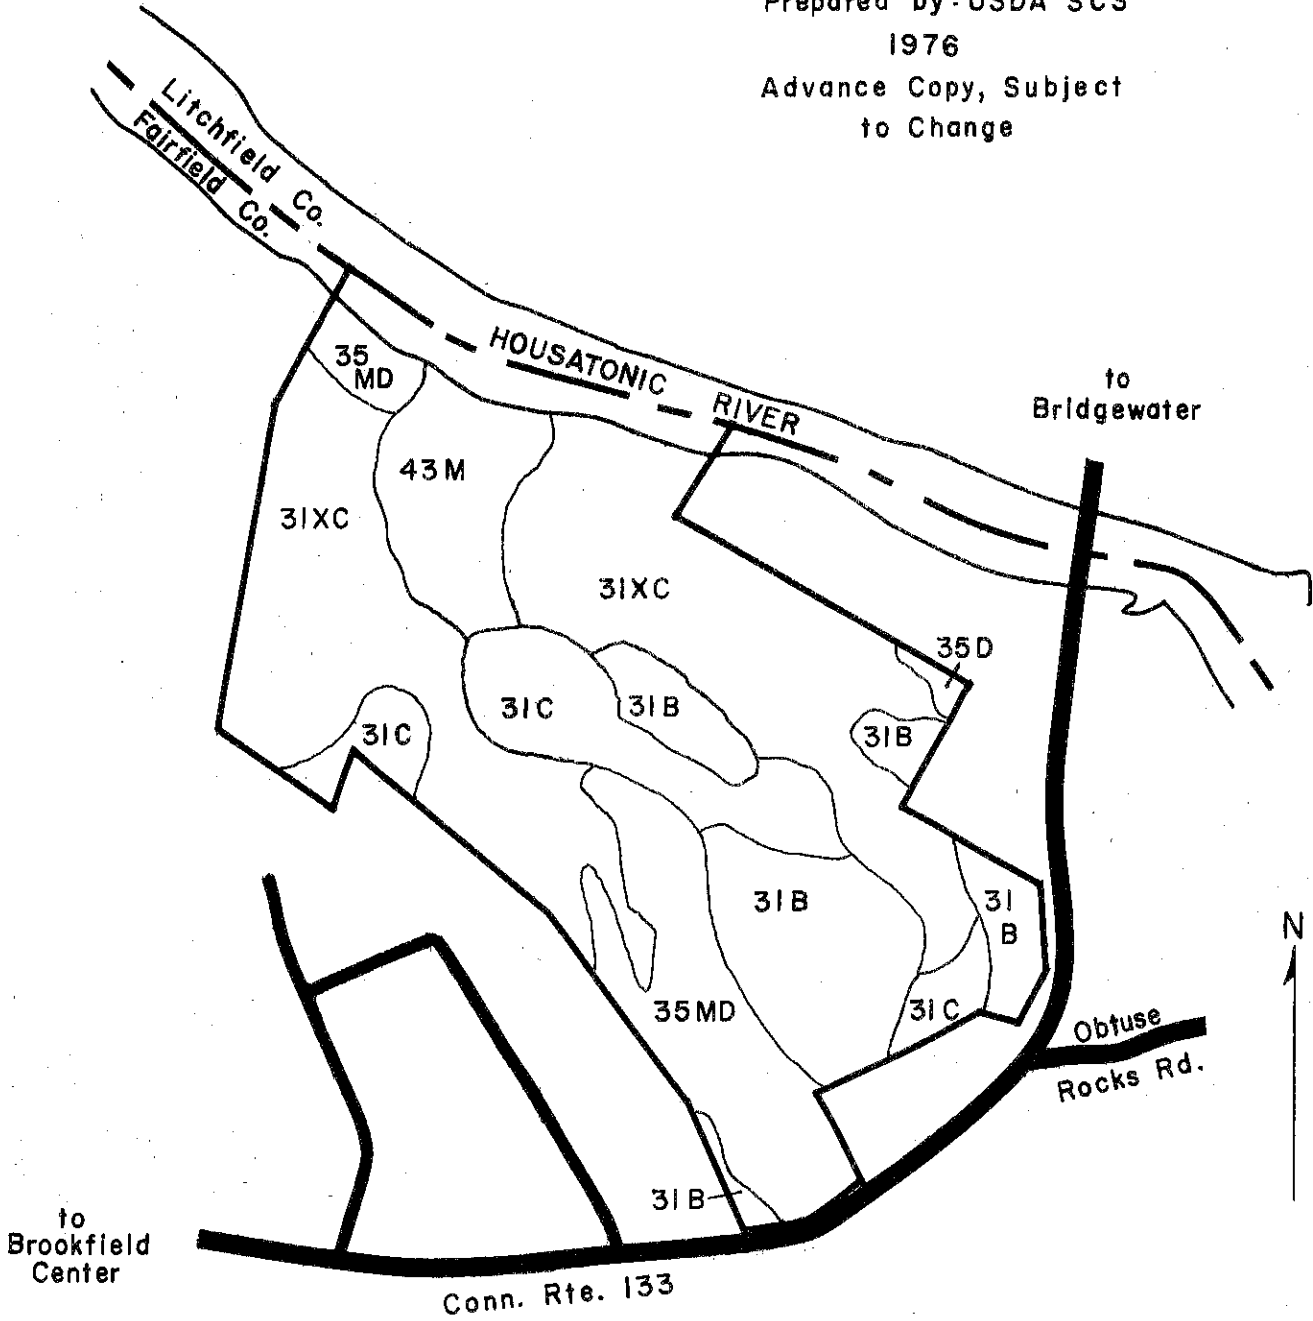 Prepared by: USDA SCS
1976
Advance Copy, Subject
to Change
Litchfield Co.
Fairfield Co.
HOUSATONIC RIVER
to
Bridgewater
35
MD
43M
31XC
31XC
35D
31C
31B
31B
31C
31B
31
B
31C
35MD
N
Obtuse
Rocks Rd.
31B
to
Brookfield
Center
Conn. Rte. 133